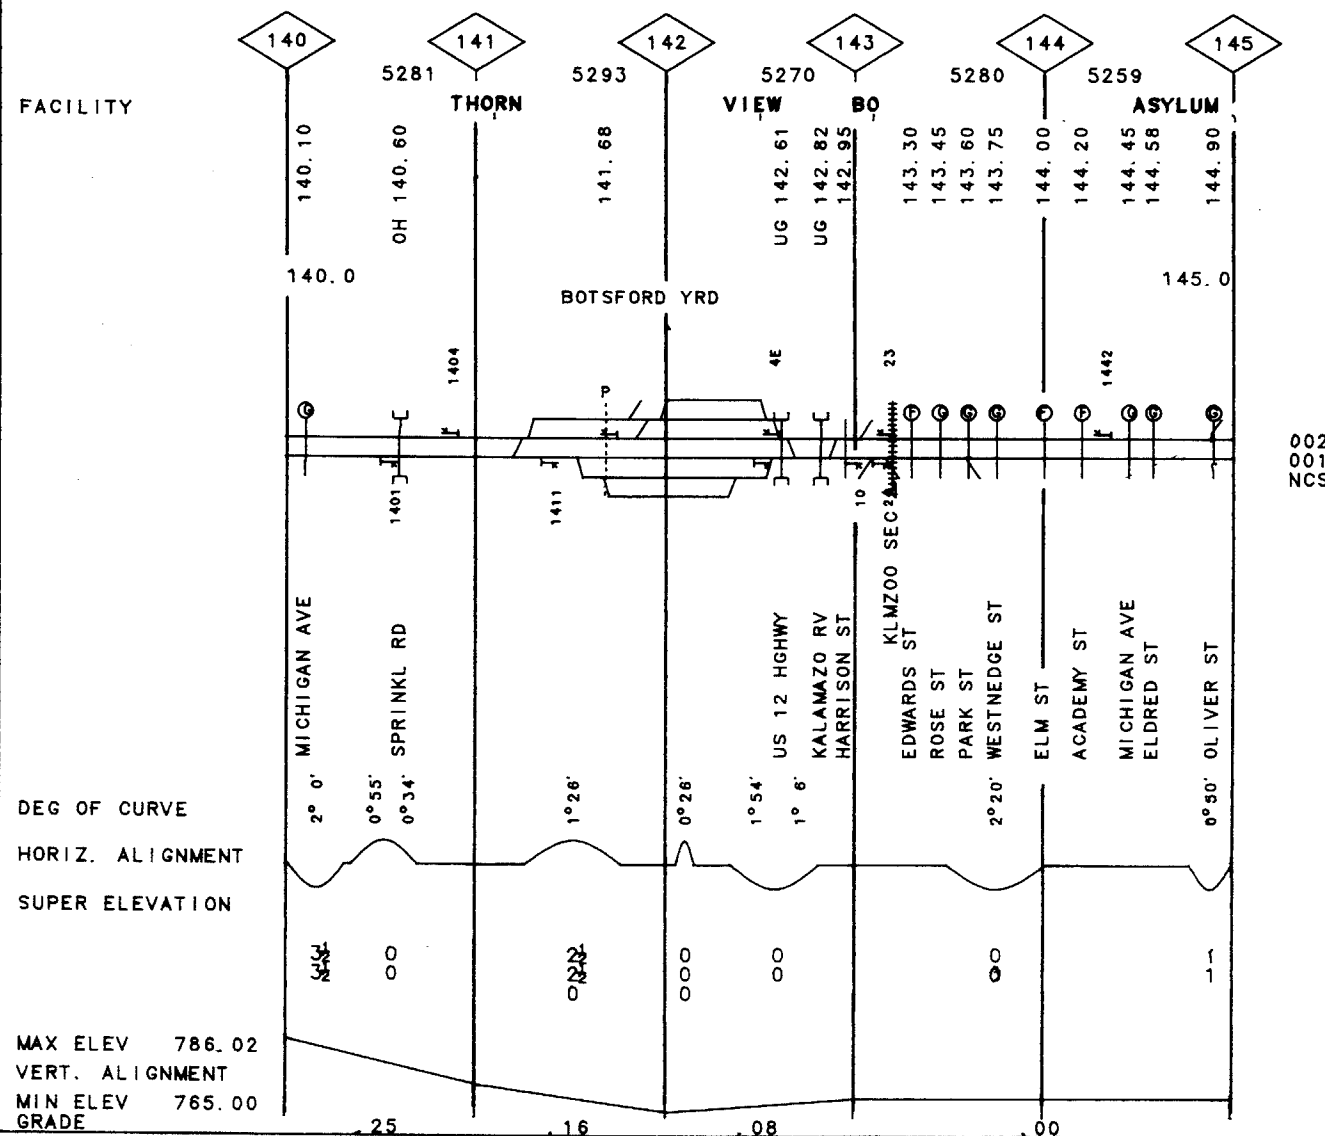 140 141 142 143 144 145
5281 5293 5270 5280 5259
FACILITY THORN VIEW BO ASYLUM
140.10
OH 140.60
141.68
UG 142.61
UG 142.82
142.95
143.30
143.45
143.60
143.75
144.00
144.20
144.45
144.58
144.90
140.0 145.0
BOTSFORD YRD
1404
4E
23
1442
P
G F G G G F F G G G
002
001
NCS
1401
1411
10
24
KLMZOO SEC
MICHIGAN AVE
SPRINKL RD
US 12 HGHWY
KALAMAZO RV
HARRISON ST
EDWARDS ST
ROSE ST
PARK ST
WESTNEDGE ST
ELM ST
ACADEMY ST
MICHIGAN AVE
ELDRED ST
OLIVER ST
DEG OF CURVE 2° 0' 0°55' 0°34' 1°26' 0°26' 1°54' 1° 6' 2°20' 0°50'
HORIZ. ALIGNMENT
SUPER ELEVATION
3½ 0 2½ 0 0 0 1
3½ 0 2½ 0 0 0 1
0 0
MAX ELEV 786.02
VERT. ALIGNMENT
MIN ELEV 765.00
GRADE .25 .16 .08 .00